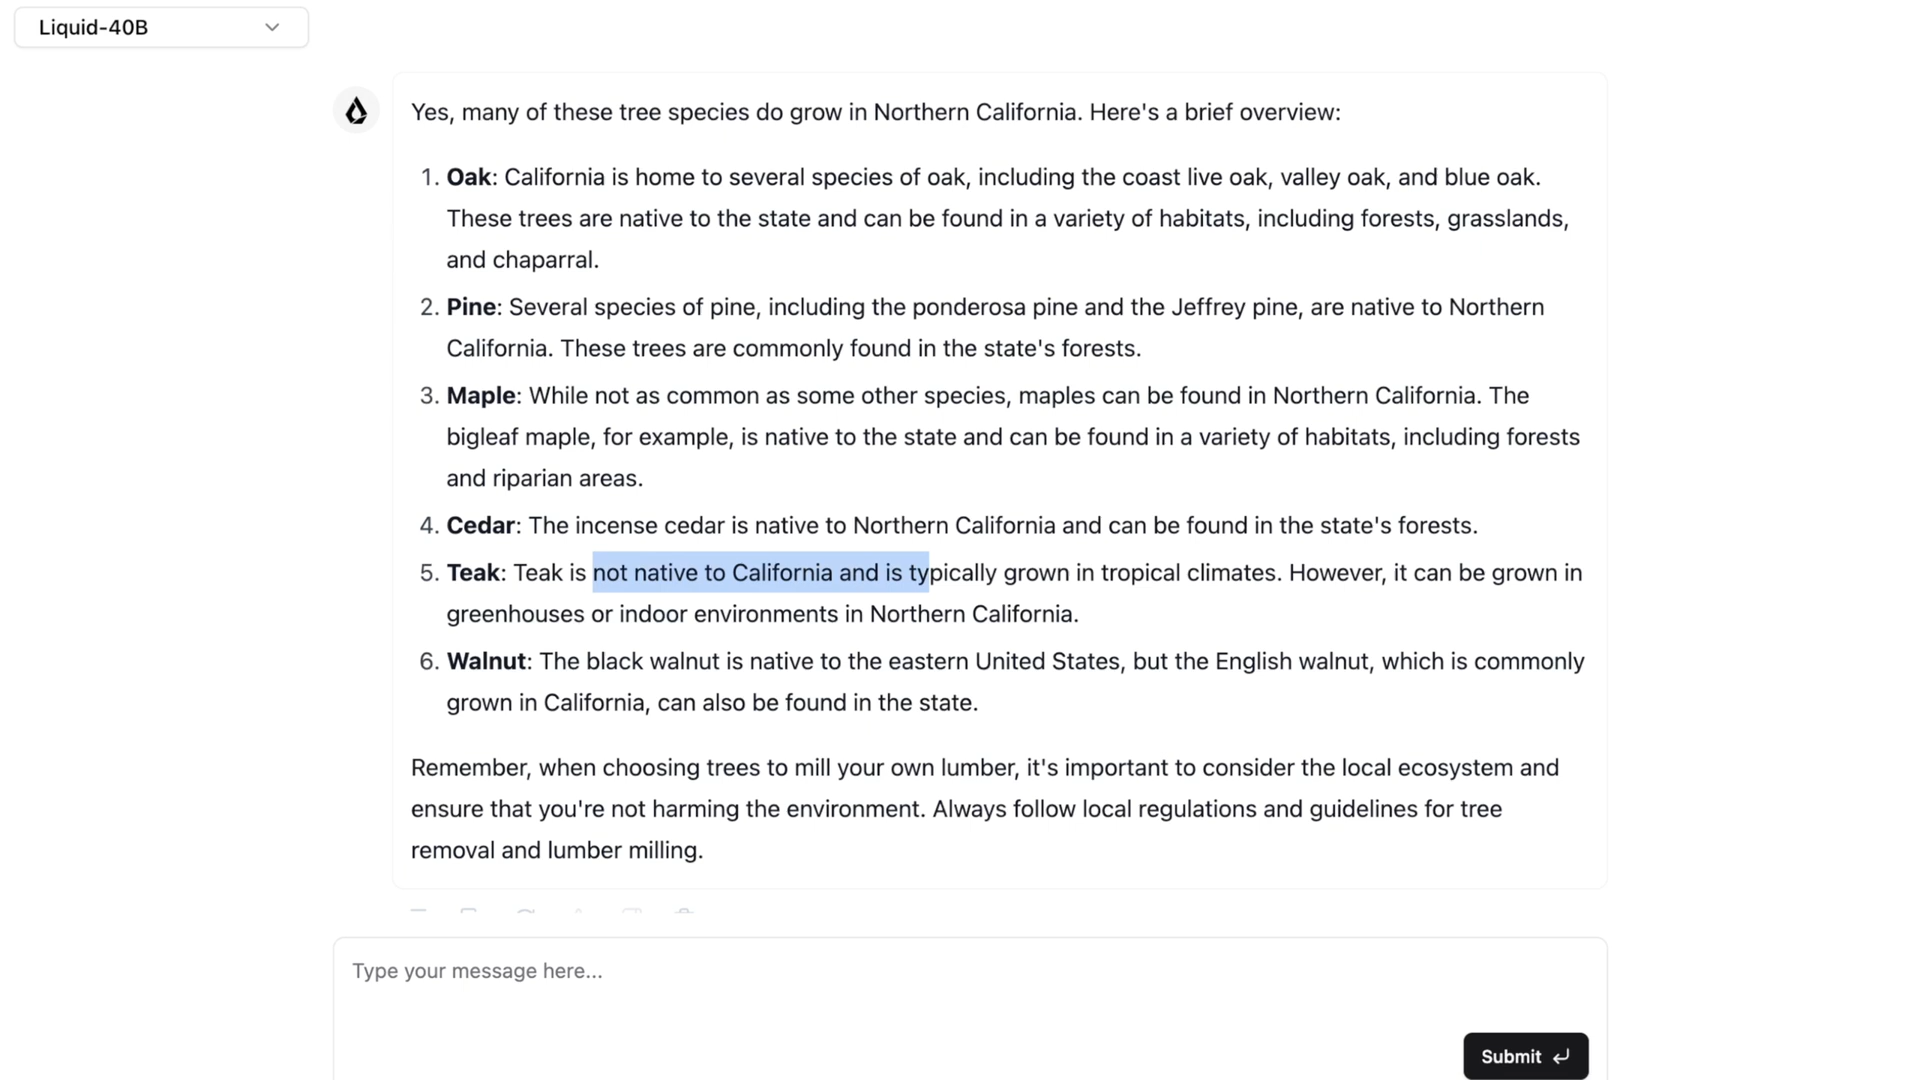 Liquid-40B
Yes, many of these tree species do grow in Northern California. Here's a brief overview:
1. Oak: California is home to several species of oak, including the coast live oak, valley oak, and blue oak.
These trees are native to the state and can be found in a variety of habitats, including forests, grasslands,
and chaparral.
2. Pine: Several species of pine, including the ponderosa pine and the Jeffrey pine, are native to Northern
California. These trees are commonly found in the state's forests.
3. Maple: While not as common as some other species, maples can be found in Northern California. The
bigleaf maple, for example, is native to the state and can be found in a variety of habitats, including forests
and riparian areas.
4. Cedar: The incense cedar is native to Northern California and can be found in the state's forests.
5. Teak: Teak is not native to California and is typically grown in tropical climates. However, it can be grown in
greenhouses or indoor environments in Northern California.
6. Walnut: The black walnut is native to the eastern United States, but the English walnut, which is commonly
grown in California, can also be found in the state.
Remember, when choosing trees to mill your own lumber, it's important to consider the local ecosystem and
ensure that you're not harming the environment. Always follow local regulations and guidelines for tree
removal and lumber milling.
Type your message here...
Submit